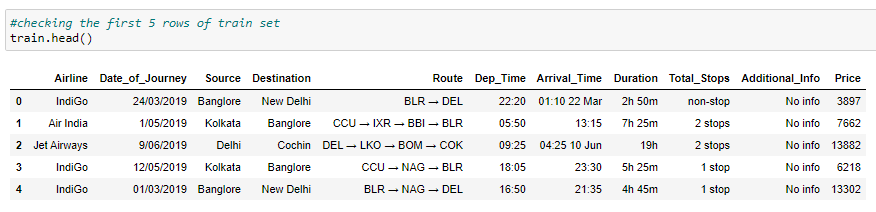 #checking the first 5 rows of train set
train.head()
Airline Date_of_Journey Source Destination Route Dep_Time Arrival_Time Duration Total_Stops Additional_Info Price
0 IndiGo 24/03/2019 Banglore New Delhi BLR → DEL 22:20 01:10 22 Mar 2h 50m non-stop No info 3897
1 Air India 1/05/2019 Kolkata Banglore CCU → IXR → BBI → BLR 05:50 13:15 7h 25m 2 stops No info 7662
2 Jet Airways 9/06/2019 Delhi Cochin DEL → LKO → BOM → COK 09:25 04:25 10 Jun 19h 2 stops No info 13882
3 IndiGo 12/05/2019 Kolkata Banglore CCU → NAG → BLR 18:05 23:30 5h 25m 1 stop No info 6218
4 IndiGo 01/03/2019 Banglore New Delhi BLR → NAG → DEL 16:50 21:35 4h 45m 1 stop No info 13302